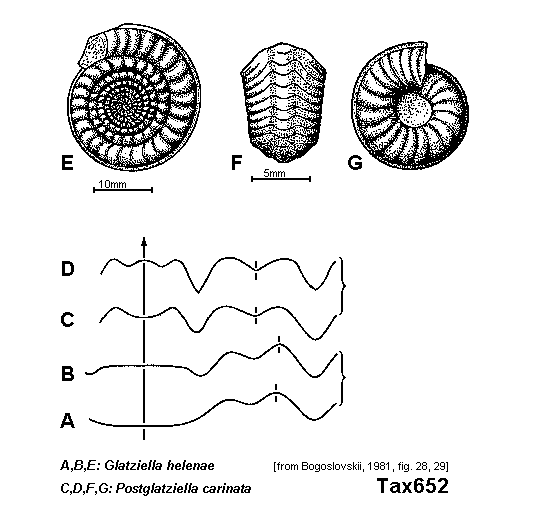 E F G
10mm 5mm
D
C
B
A
A,B,E: Glatziella helenae [from Bogoslovskii, 1981, fig. 28, 29]
C,D,F,G: Postglatziella carinata Tax652